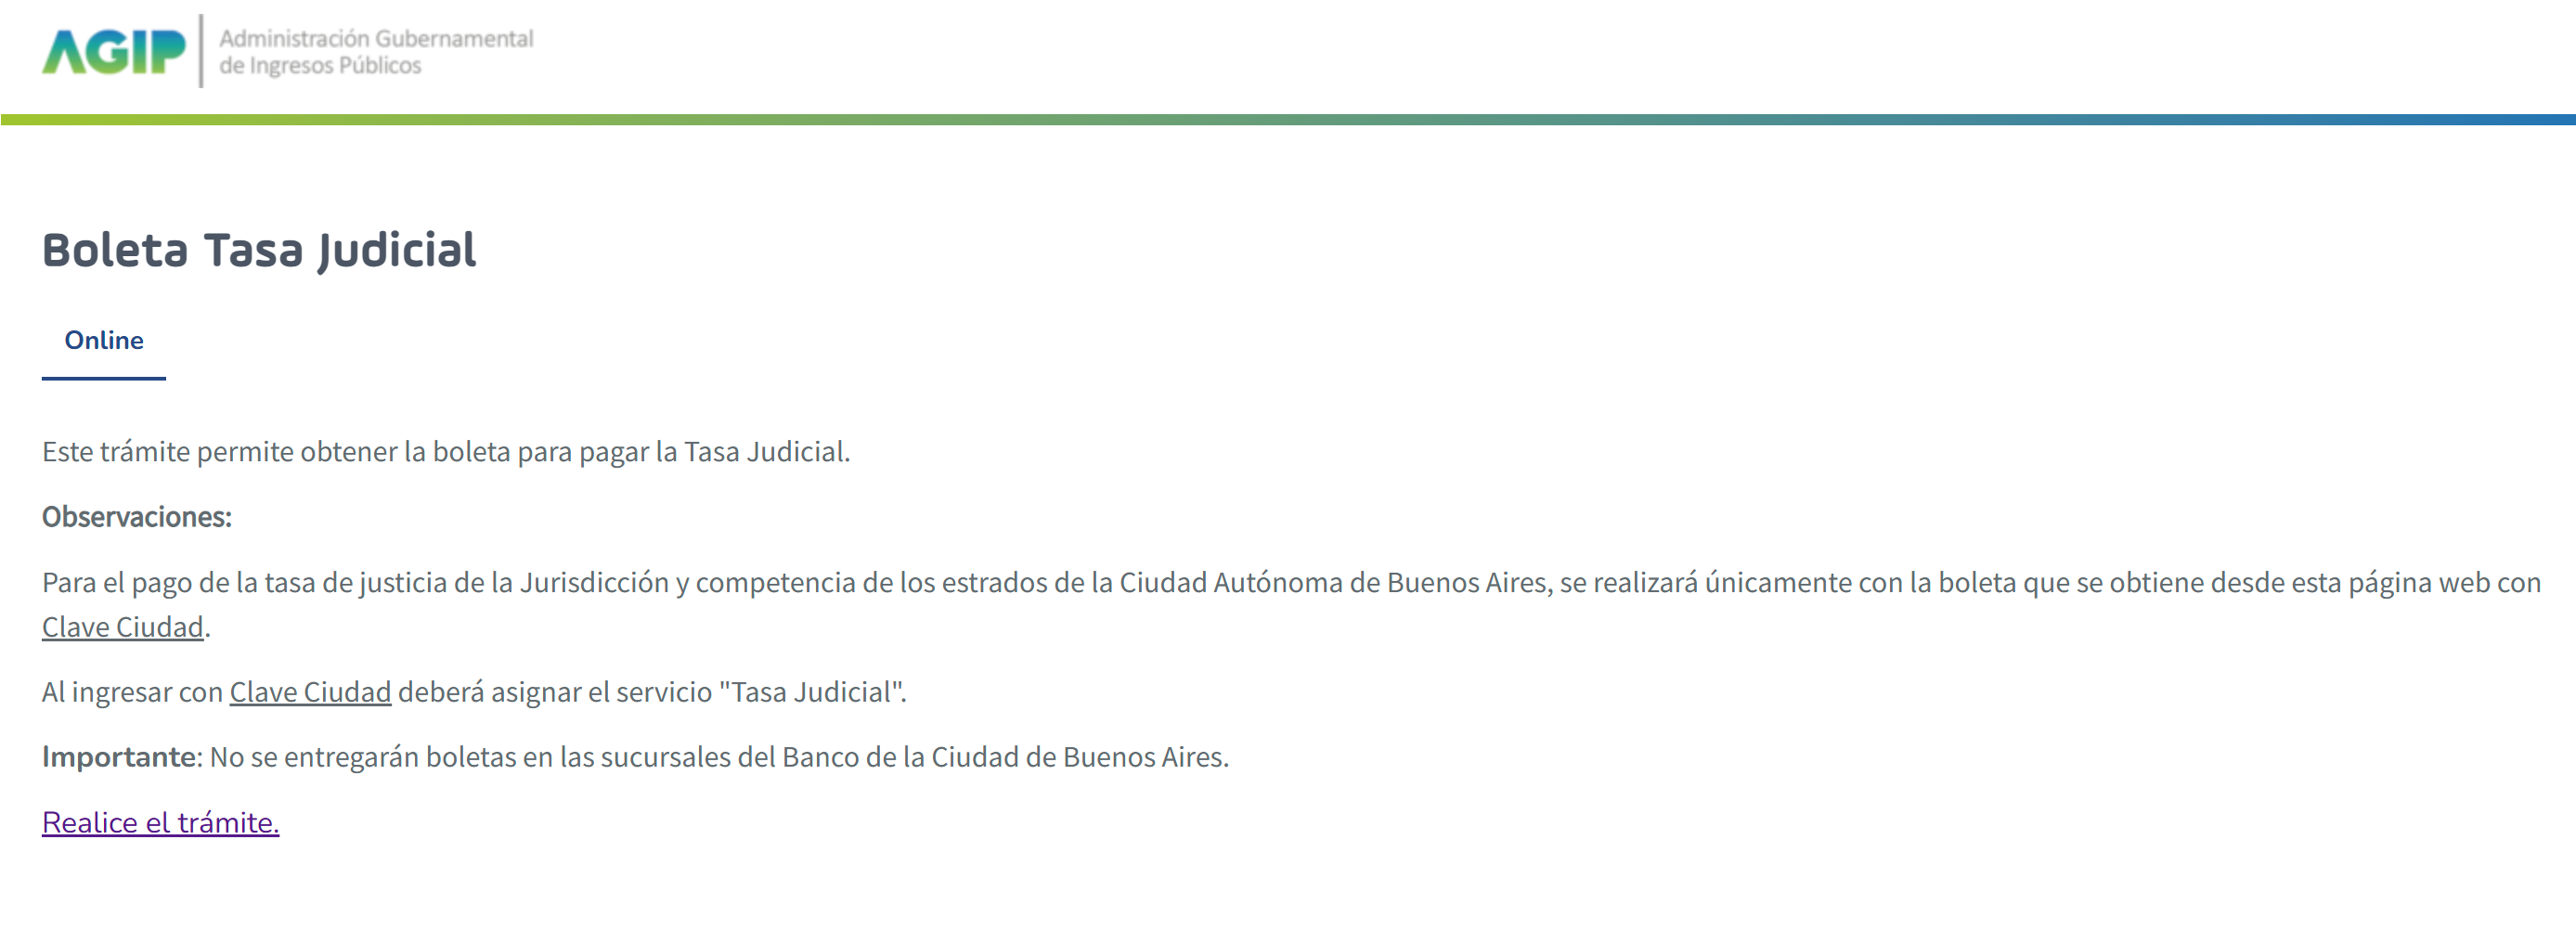 AGIP
Administración Gubernamental
de Ingresos Públicos
Boleta Tasa Judicial
Online
Este trámite permite obtener la boleta para pagar la Tasa Judicial.
Observaciones:
Para el pago de la tasa de justicia de la Jurisdicción y competencia de los estrados de la Ciudad Autónoma de Buenos Aires, se realizará únicamente con la boleta que se obtiene desde esta página web con
Clave Ciudad.
Al ingresar con Clave Ciudad deberá asignar el servicio "Tasa Judicial".
Importante: No se entregarán boletas en las sucursales del Banco de la Ciudad de Buenos Aires.
Realice el trámite.